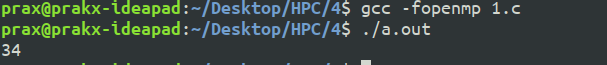 prax@prakx-ideapad:~/Desktop/HPC/4$ gcc -fopenmp 1.c
prax@prakx-ideapad:~/Desktop/HPC/4$ ./a.out
34